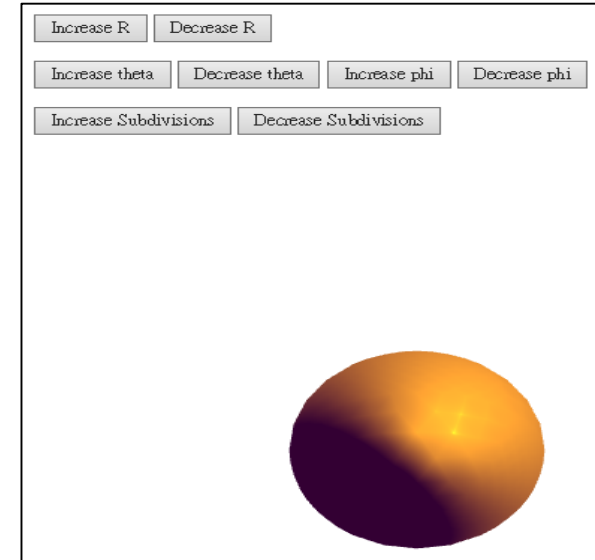 Increase R Decrease R
Increase theta Decrease theta Increase phi Decrease phi
Increase Subdivisions Decrease Subdivisions